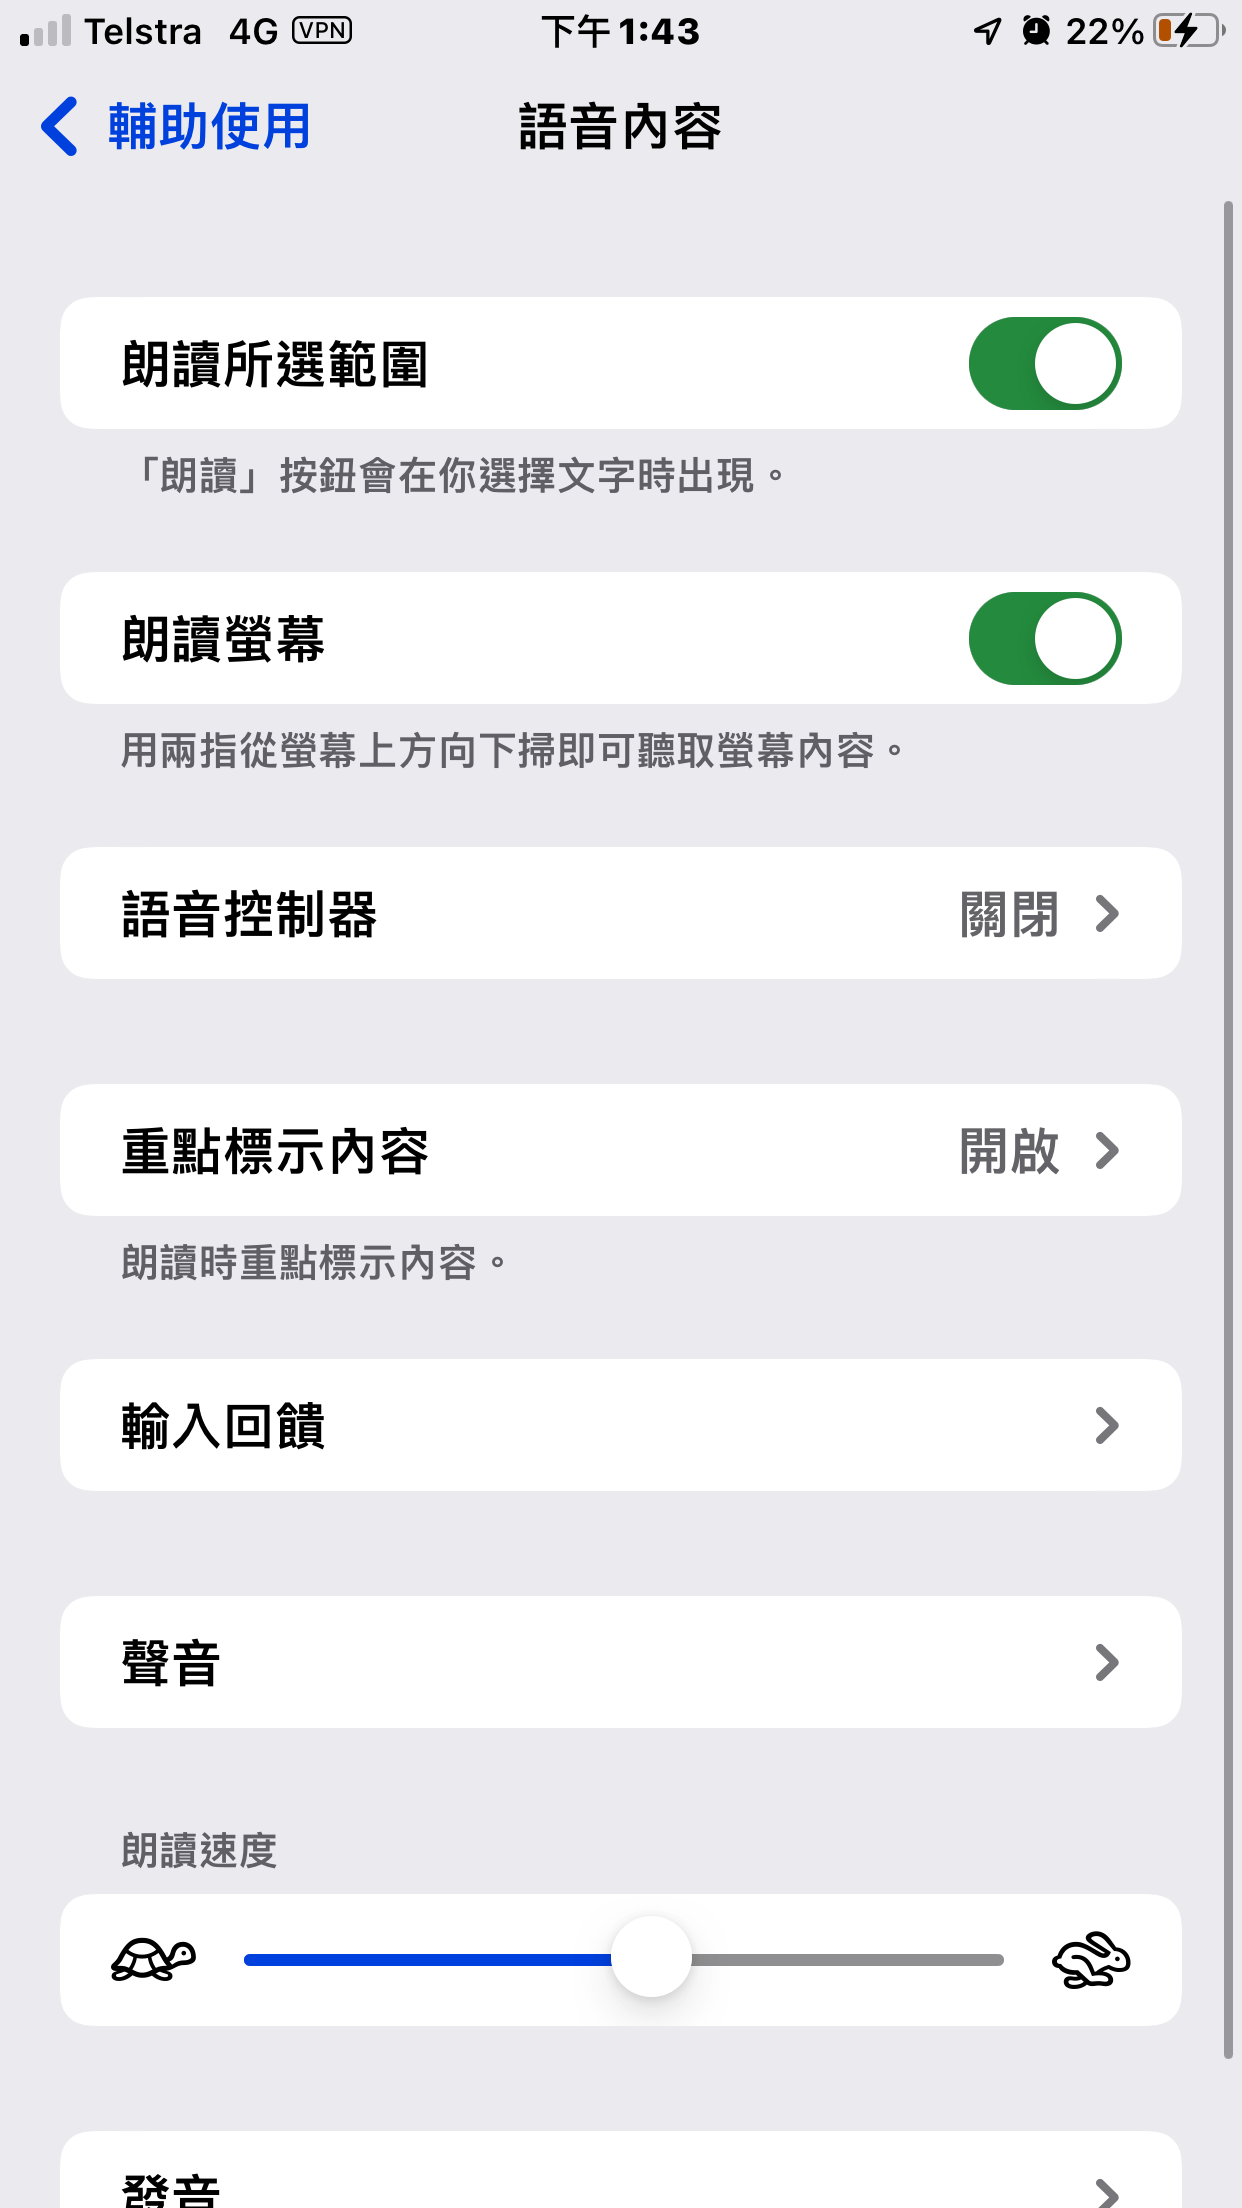 Telstra 4G VPN 下午1:43 22%
輔助使用 語音內容
朗讀所選範圍
「朗讀」按鈕會在你選擇文字時出現。
朗讀螢幕
用兩指從螢幕上方向下掃即可聽取螢幕內容。
語音控制器 關閉
重點標示內容 開啟
朗讀時重點標示內容。
輸入回饋
聲音
朗讀速度
發音